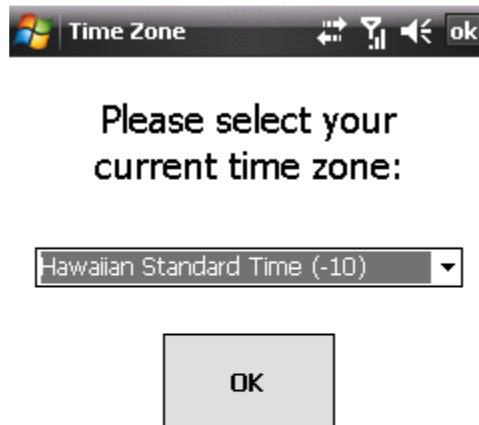 Time Zone ok
Please select your
current time zone:
Hawaiian Standard Time (-10)
OK